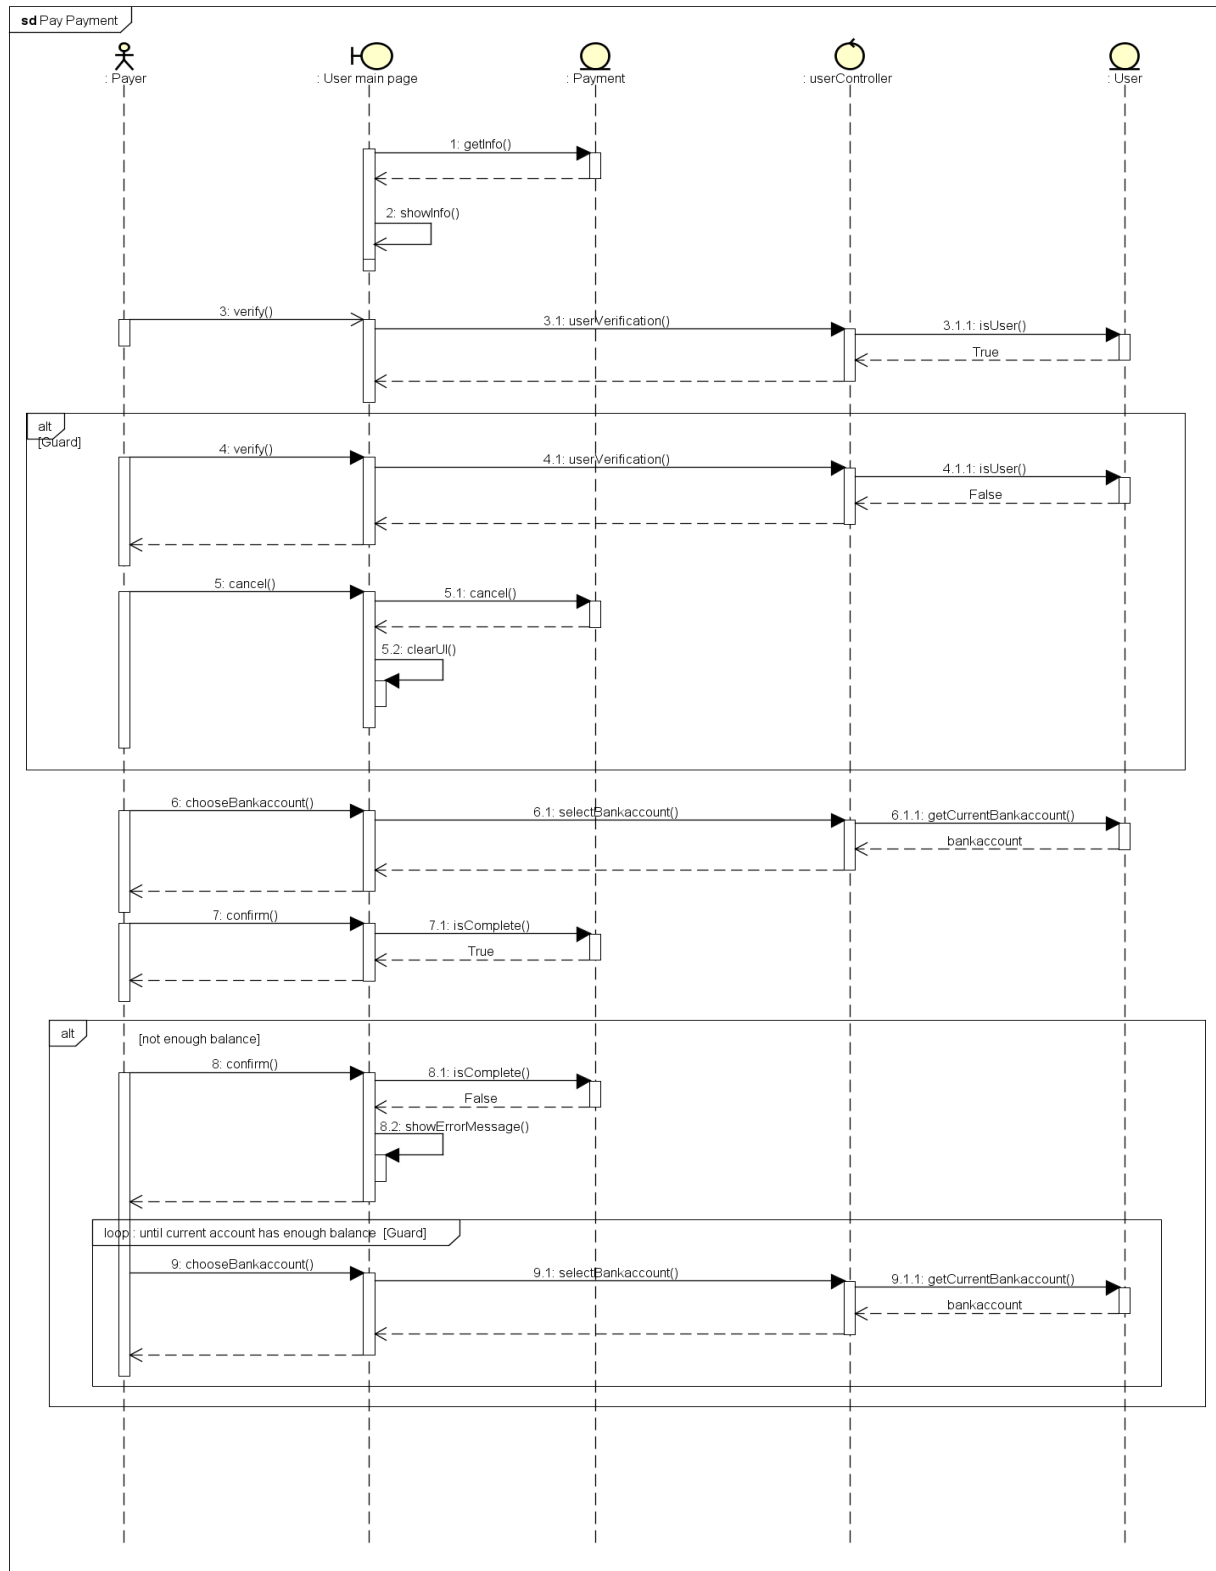 sd Pay Payment
: Payer
: User main page
: Payment
: userController
: User
1: getInfo()
2: showInfo()
3: verify()
3.1: userVerification()
3.1.1: isUser()
True
alt
[Guard]
4: verify()
4.1: userVerification()
4.1.1: isUser()
False
5: cancel()
5.1: cancel()
5.2: clearUI()
6: chooseBankaccount()
6.1: selectBankaccount()
6.1.1: getCurrentBankaccount()
bankaccount
7: confirm()
7.1: isComplete()
True
alt
[not enough balance]
8: confirm()
8.1: isComplete()
False
8.2: showErrorMessage()
loop : until current account has enough balance [Guard]
9: chooseBankaccount()
9.1: selectBankaccount()
9.1.1: getCurrentBankaccount()
bankaccount